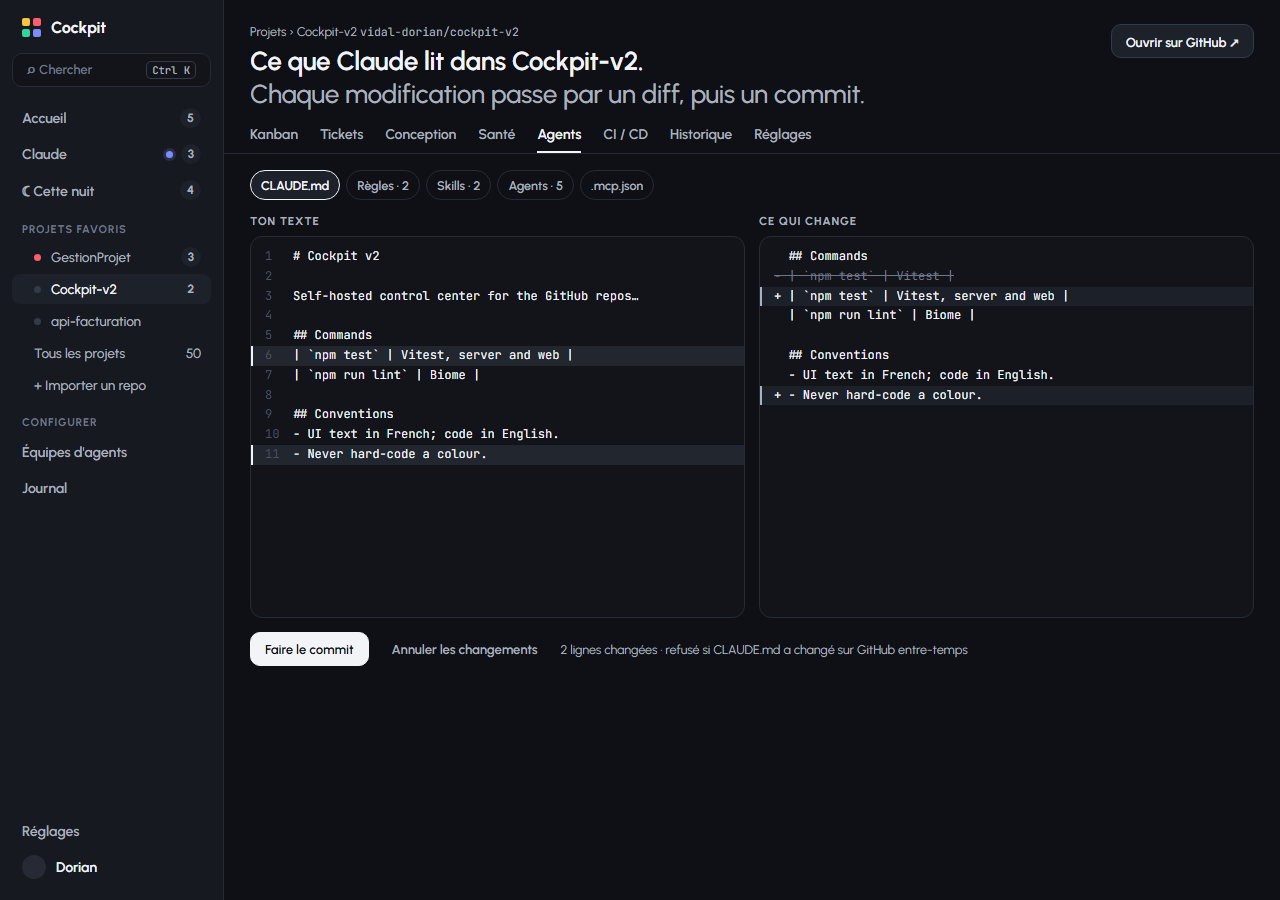 Cockpit
Chercher Ctrl K
Accueil 5
Claude 3
Cette nuit 4
PROJETS FAVORIS
GestionProjet 3
Cockpit-v2 2
api-facturation
Tous les projets 50
+ Importer un repo
CONFIGURER
Équipes d'agents
Journal
Réglages
Dorian
Projets › Cockpit-v2 vidal-dorian/cockpit-v2
Ce que Claude lit dans Cockpit-v2.
Chaque modification passe par un diff, puis un commit.
Ouvrir sur GitHub ↗
Kanban Tickets Conception Santé Agents CI / CD Historique Réglages
CLAUDE.md Règles · 2 Skills · 2 Agents · 5 .mcp.json
TON TEXTE
1 # Cockpit v2
2
3 Self-hosted control center for the GitHub repos…
4
5 ## Commands
6 | `npm test` | Vitest, server and web |
7 | `npm run lint` | Biome |
8
9 ## Conventions
10 - UI text in French; code in English.
11 - Never hard-code a colour.
CE QUI CHANGE
## Commands
- | `npm test` | Vitest |
+ | `npm test` | Vitest, server and web |
| `npm run lint` | Biome |
## Conventions
- UI text in French; code in English.
+ - Never hard-code a colour.
Faire le commit Annuler les changements 2 lignes changées · refusé si CLAUDE.md a changé sur GitHub entre-temps